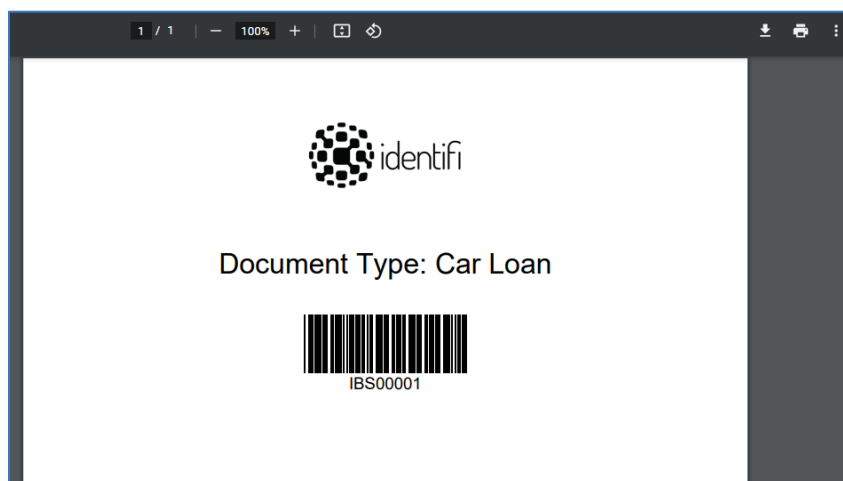 1 / 1 | − 100% + |
identifi
Document Type: Car Loan
IBS00001